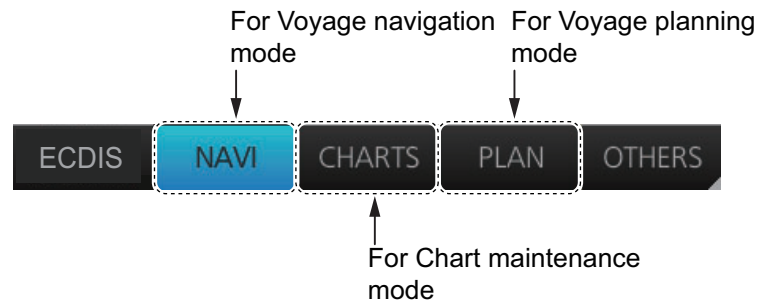 For Voyage navigation
mode
For Voyage planning
mode
ECDIS NAVI CHARTS PLAN OTHERS
For Chart maintenance
mode